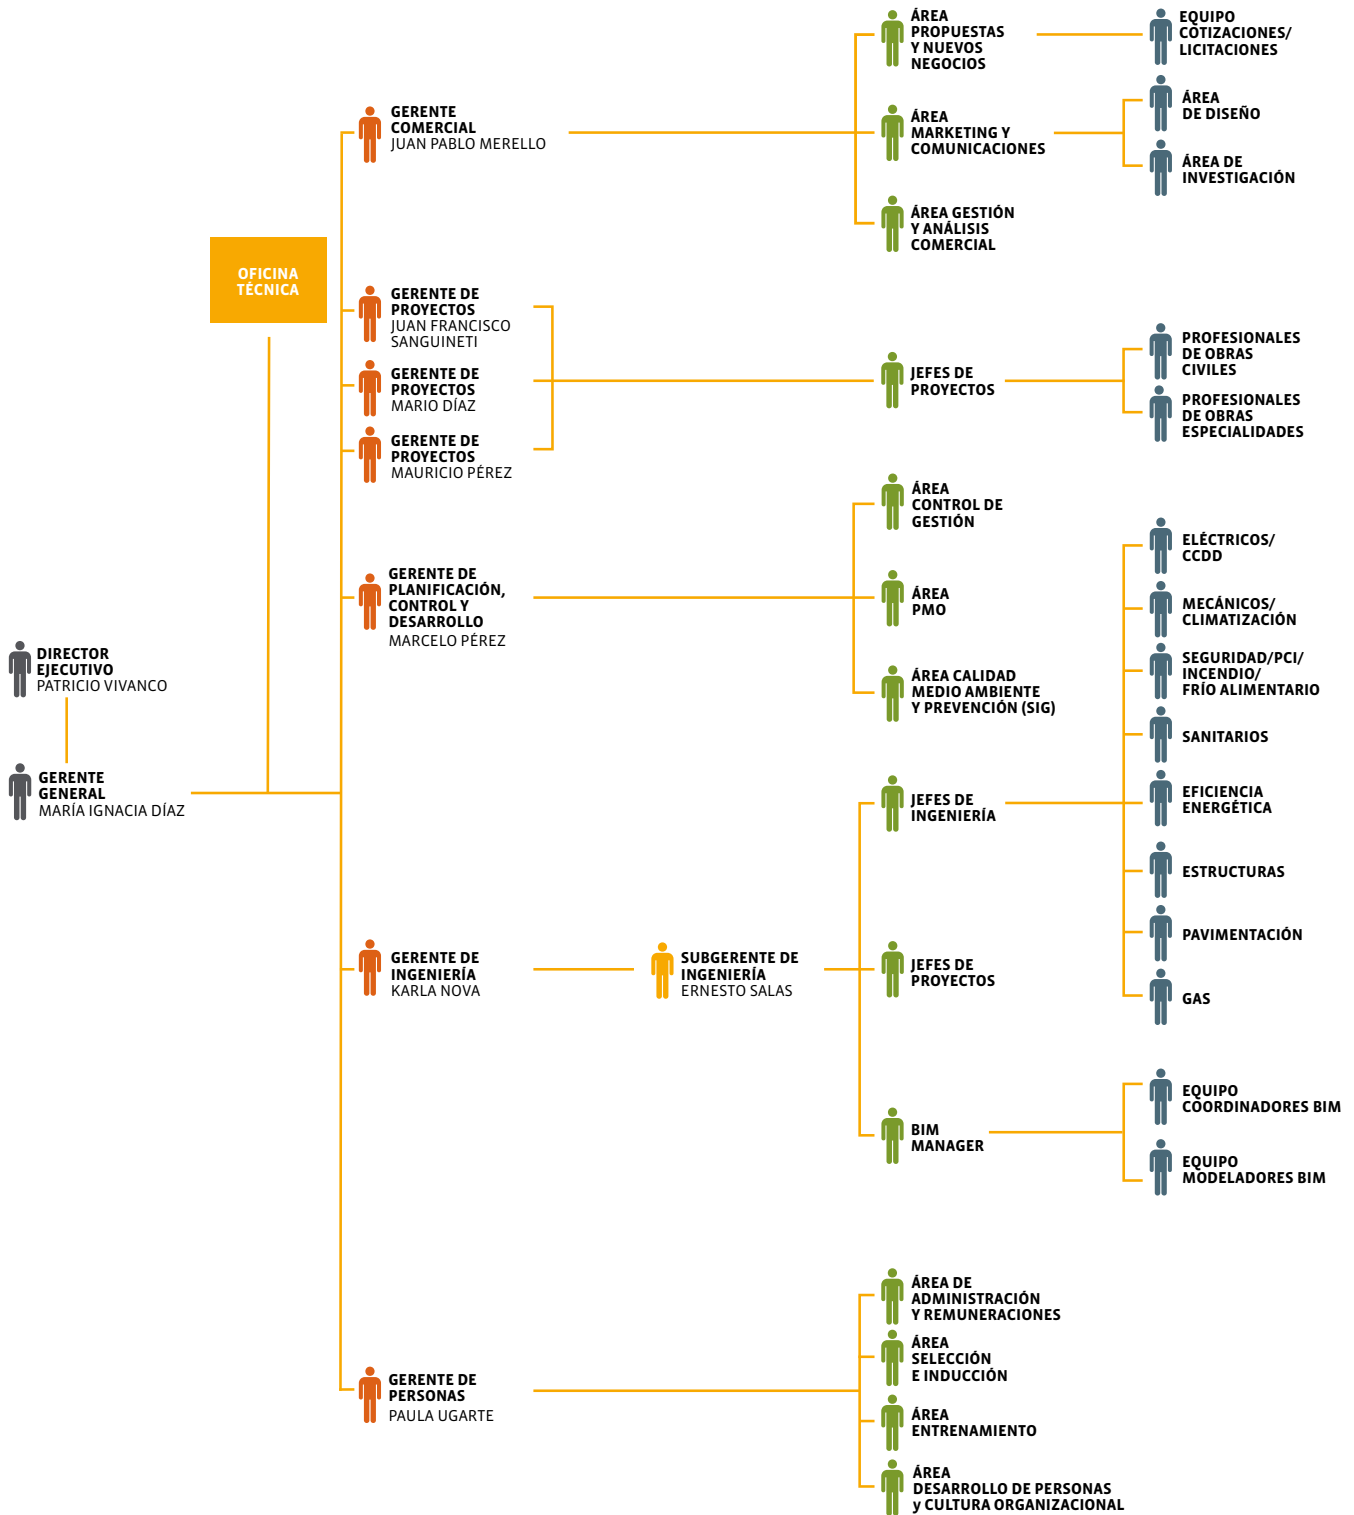 DIRECTOR
EJECUTIVO
PATRICIO VIVANCO
GERENTE
GENERAL
MARÍA IGNACIA DÍAZ
OFICINA
TÉCNICA
GERENTE
COMERCIAL
JUAN PABLO MERELLO
ÁREA
PROPUESTAS
Y NUEVOS
NEGOCIOS
EQUIPO
COTIZACIONES/
LICITACIONES
ÁREA
MARKETING Y
COMUNICACIONES
ÁREA
DE DISEÑO
ÁREA DE
INVESTIGACIÓN
ÁREA GESTIÓN
Y ANÁLISIS
COMERCIAL
GERENTE DE
PROYECTOS
JUAN FRANCISCO
SANGUINETI
GERENTE DE
PROYECTOS
MARIO DÍAZ
GERENTE DE
PROYECTOS
MAURICIO PÉREZ
JEFES DE
PROYECTOS
PROFESIONALES
DE OBRAS
CIVILES
PROFESIONALES
DE OBRAS
ESPECIALIDADES
GERENTE DE
PLANIFICACIÓN,
CONTROL Y
DESARROLLO
MARCELO PÉREZ
ÁREA
CONTROL DE
GESTIÓN
ÁREA
PMO
ÁREA CALIDAD
MEDIO AMBIENTE
Y PREVENCIÓN (SIG)
GERENTE DE
INGENIERÍA
KARLA NOVA
SUBGERENTE DE
INGENIERÍA
ERNESTO SALAS
JEFES DE
INGENIERÍA
ELÉCTRICOS/
CCDD
MECÁNICOS/
CLIMATIZACIÓN
SEGURIDAD/PCI/
INCENDIO/
FRÍO ALIMENTARIO
SANITARIOS
EFICIENCIA
ENERGÉTICA
ESTRUCTURAS
PAVIMENTACIÓN
GAS
JEFES DE
PROYECTOS
BIM
MANAGER
EQUIPO
COORDINADORES BIM
EQUIPO
MODELADORES BIM
GERENTE DE
PERSONAS
PAULA UGARTE
ÁREA DE
ADMINISTRACIÓN
Y REMUNERACIONES
ÁREA
SELECCIÓN
E INDUCCIÓN
ÁREA
ENTRENAMIENTO
ÁREA
DESARROLLO DE PERSONAS
y CULTURA ORGANIZACIONAL